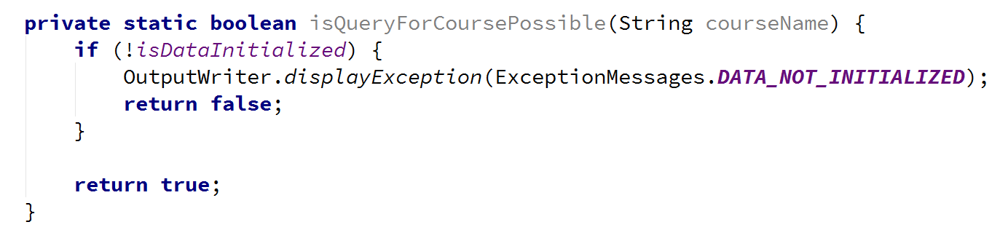 private static boolean isQueryForCoursePossible(String courseName) {
    if (!isDataInitialized) {
        OutputWriter.displayException(ExceptionMessages.DATA_NOT_INITIALIZED);
        return false;
    }

    return true;
}